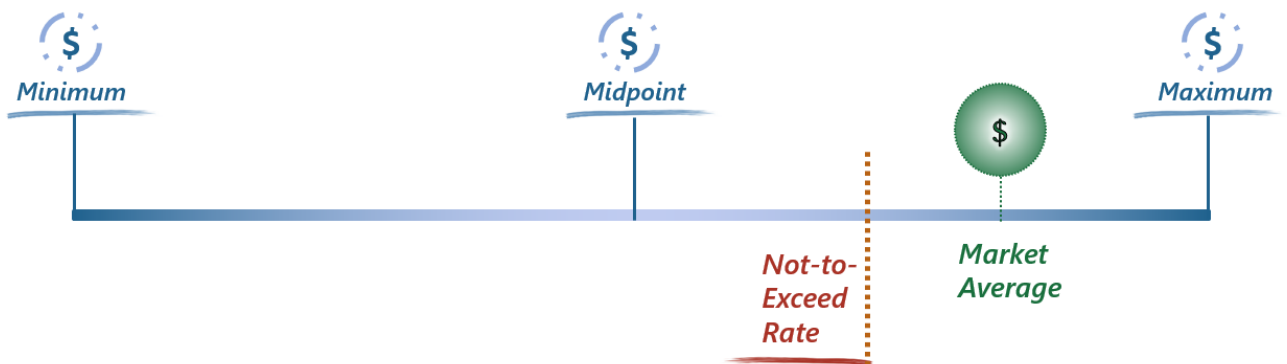 $
$
$
Minimum
Midpoint
Maximum
$
Not-to-
Exceed
Rate
Market
Average